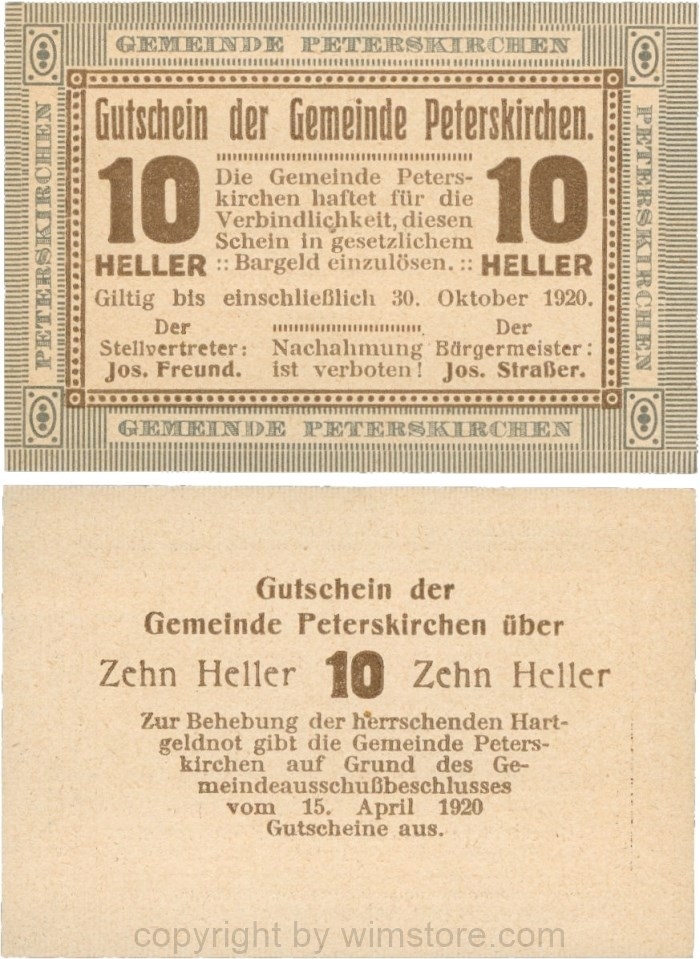 GEMEINDE PETERSKIRCHEN
PETERSKIRCHEN
PETERSKIRCHEN
Gutschein der Gemeinde Peterskirchen.
10
HELLER
Die Gemeinde Peters-
kirchen haftet für die
Verbindlichkeit, diesen
Schein in gesetzlichem
:: Bargeld einzulösen. ::
10
HELLER
Giltig bis einschließlich 30. Oktober 1920.
Der
Stellvertreter:
Jos. Freund.
Nachahmung
ist verboten!
Der
Bürgermeister:
Jos. Straßer.
GEMEINDE PETERSKIRCHEN
Gutschein der
Gemeinde Peterskirchen über
Zehn Heller 10 Zehn Heller
Zur Behebung der herrschenden Hart-
geldnot gibt die Gemeinde Peters-
kirchen auf Grund des Ge-
meindeausschußbeschlusses
vom 15. April 1920
Gutscheine aus.
copyright by wimstore.com